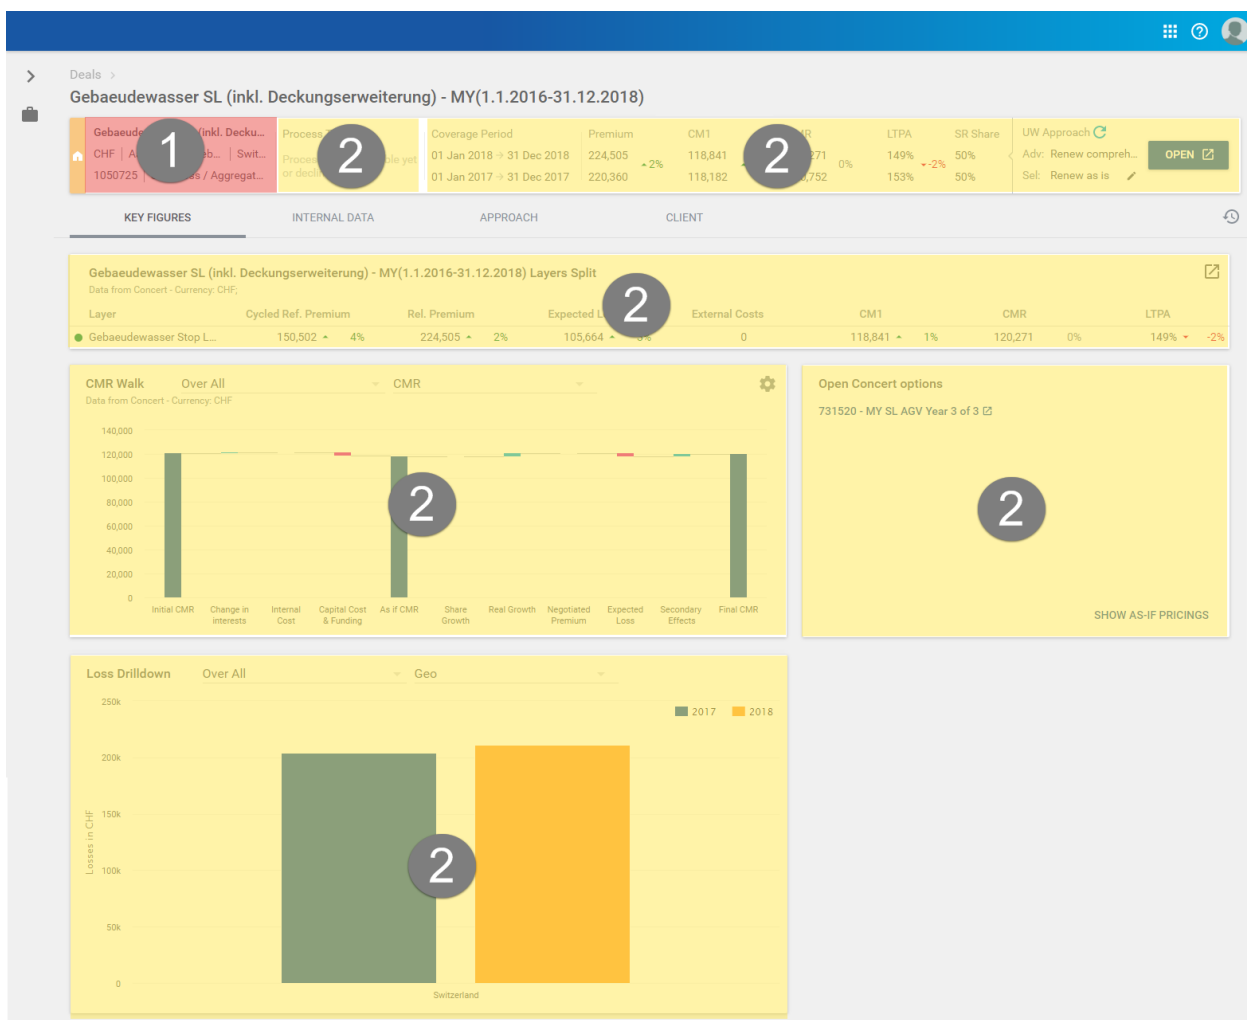 Deals >
Gebaeudewasser SL (inkl. Deckungserweiterung) - MY(1.1.2016-31.12.2018)
(inkl. Decku...
CHF | | Swit...
1050725 | / Aggregat...
1
Process
2
Coverage Period Premium CM1 LTPA SR Share
01 Jan 2018 → 31 Dec 2018 224,505 2% 118,841 0% 149% -2% 50%
01 Jan 2017 → 31 Dec 2017 220,360 118,182 153% 50%
2
UW Approach
Adv: Renew compreh...
Sel: Renew as is
OPEN
KEY FIGURES INTERNAL DATA APPROACH CLIENT
Gebaeudewasser SL (inkl. Deckungserweiterung) - MY(1.1.2016-31.12.2018) Layers Split
Data from Concert - Currency: CHF;
2
Layer Cycled Ref. Premium Rel. Premium Expected External Costs CM1 CMR LTPA
Gebaeudewasser Stop L... 150,502 4% 224,505 2% 105,664 0 118,841 1% 120,271 0% 149% -2%
CMR Walk Over All CMR
Data from Concert - Currency: CHF
140,000
120,000
100,000
80,000
60,000
40,000
20,000
0
2
Initial CMR Change in interests Internal Cost Capital Cost & Funding As if CMR Share Growth Real Growth Negotiated Premium Expected Loss Secondary Effects Final CMR
Open Concert options
731520 - MY SL AGV Year 3 of 3
2
SHOW AS-IF PRICINGS
Loss Drilldown Over All Geo
2017 2018
250k
200k
150k
100k
50k
0
Losses in CHF
2
Switzerland